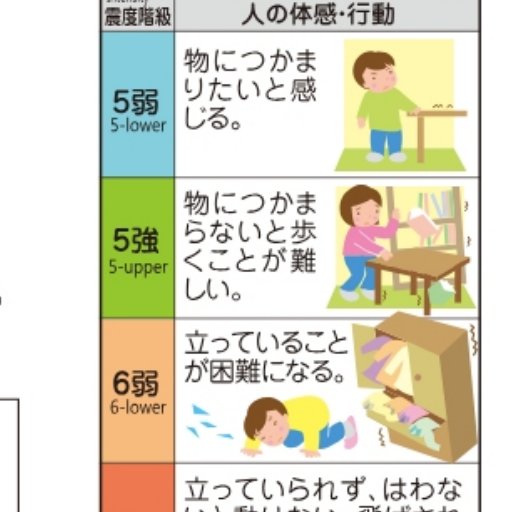 震度階級
人の体感・行動
5弱
5-lower
物につかま
りたいと感
じる。
5強
5-upper
物につかま
らないと歩
くことが難
しい。
6弱
6-lower
立っていること
が困難になる。
立っていられず、はわな